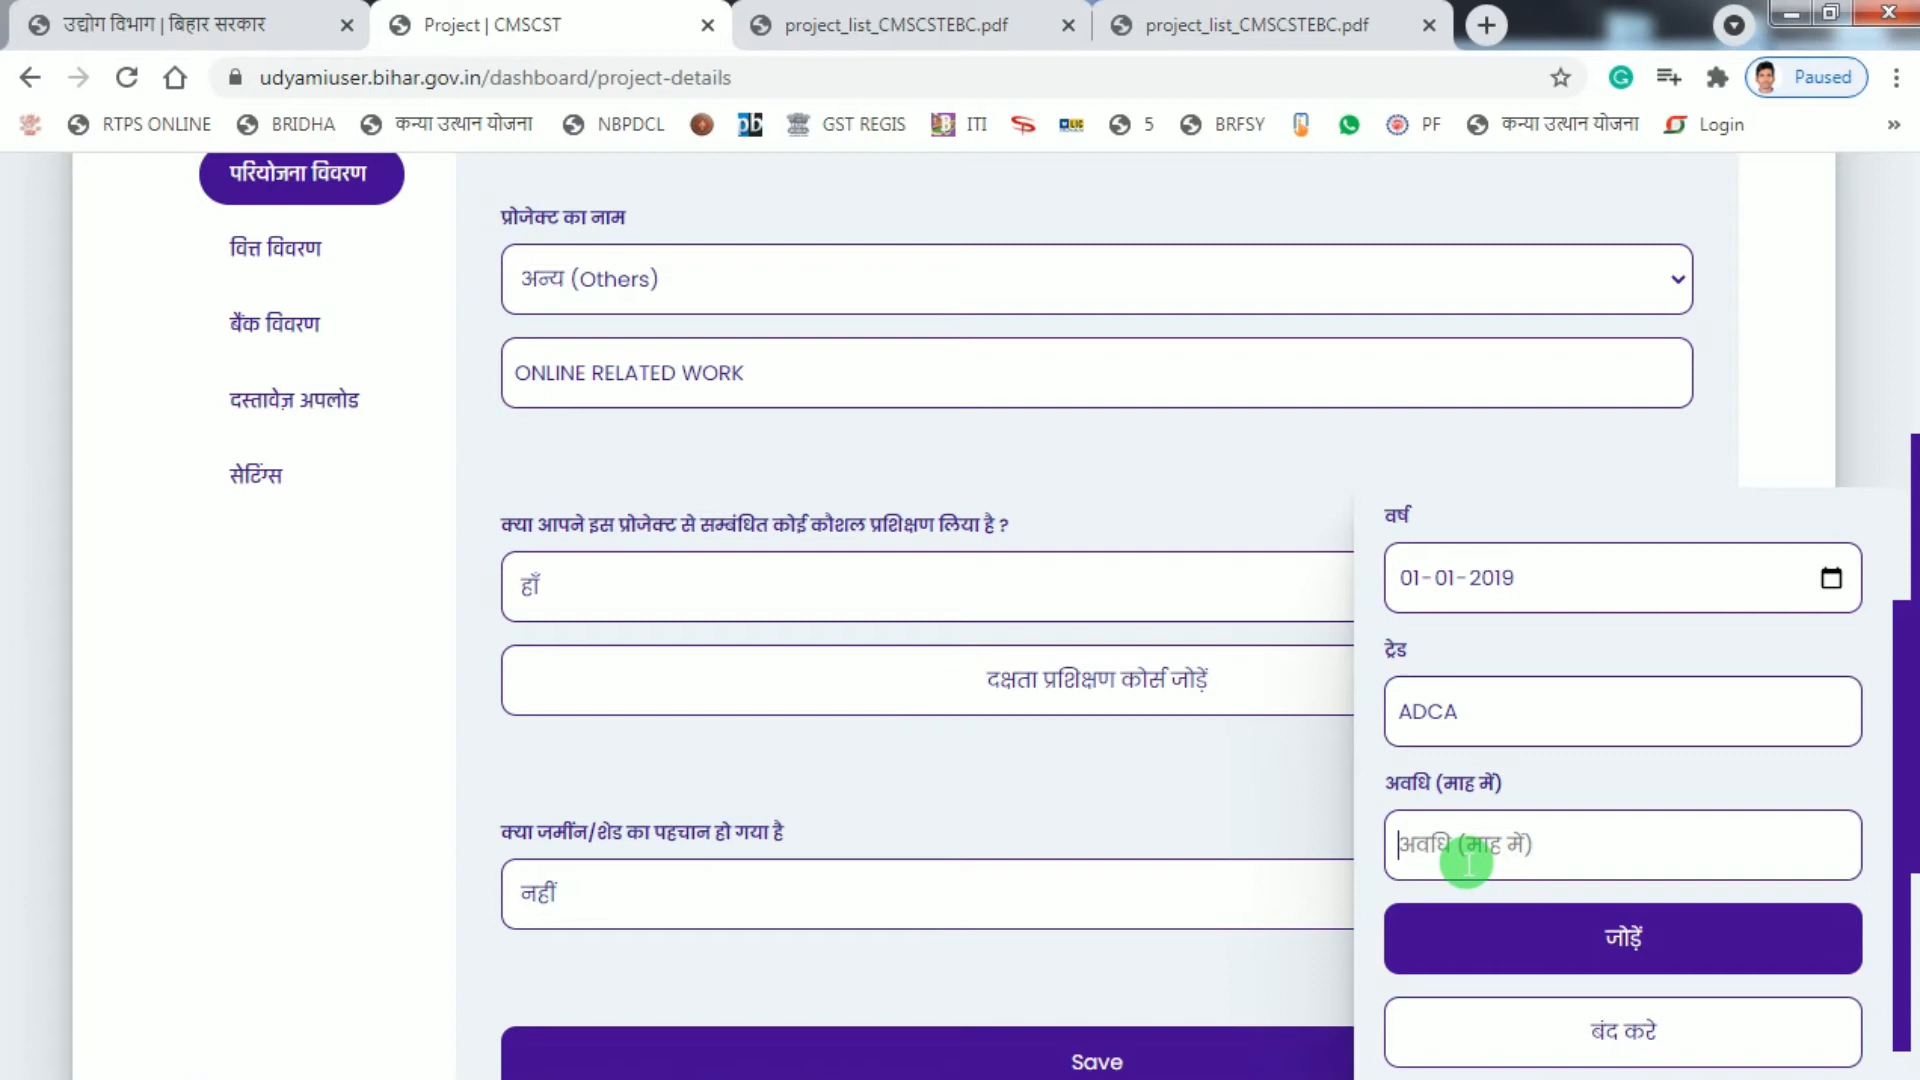 उद्योग विभाग | बिहार सरकार
Project | CMSCST
project_list_CMSCSTEBC.pdf
project_list_CMSCSTEBC.pdf
udyamiuser.bihar.gov.in/dashboard/project-details
Paused
RTPS ONLINE
BRIDHA
कन्या उत्थान योजना
NBPDCL
pb
GST REGIS
ITI
LIC
5
BRFSY
PF
कन्या उत्थान योजना
Login
परियोजना विवरण
वित्त विवरण
बैंक विवरण
दस्तावेज़ अपलोड
सेटिंग्स
प्रोजेक्ट का नाम
अन्य (Others)
ONLINE RELATED WORK
क्या आपने इस प्रोजेक्ट से सम्बंधित कोई कौशल प्रशिक्षण लिया है ?
हाँ
दक्षता प्रशिक्षण कोर्स जोड़ें
क्या जमींन/शेड का पहचान हो गया है
नहीं
Save
वर्ष
01-01-2019
ट्रेड
ADCA
अवधि (माह में)
अवधि (माह में)
जोड़ें
बंद करे